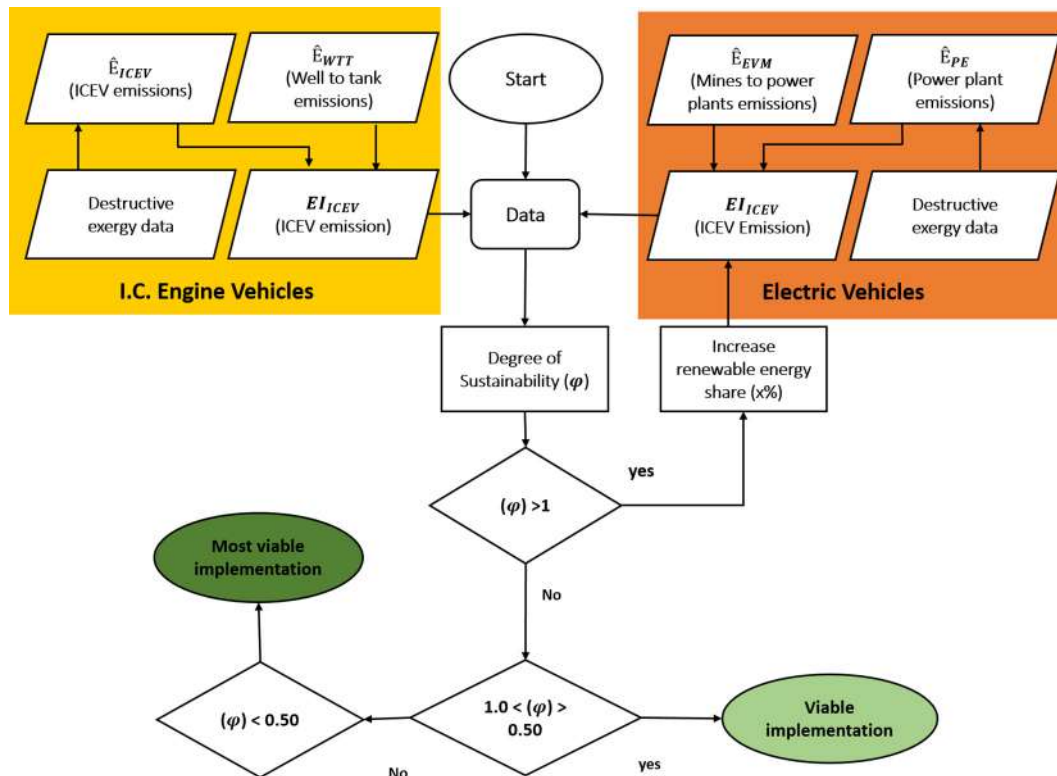 Ê_ICEV
(ICEV emissions)
Ê_WTT
(Well to tank
emissions)
Destructive
exergy data
EI_ICEV
(ICEV emission)
I.C. Engine Vehicles
Start
Data
Ê_EVM
(Mines to power
plants emissions)
Ê_PE
(Power plant
emissions)
EI_ICEV
(ICEV Emission)
Destructive
exergy data
Electric Vehicles
Degree of
Sustainability (φ)
Increase
renewable energy
share (x%)
(φ) >1
yes
No
Most viable
implementation
(φ) < 0.50
1.0 < (φ) >
0.50
Viable
implementation
No
yes